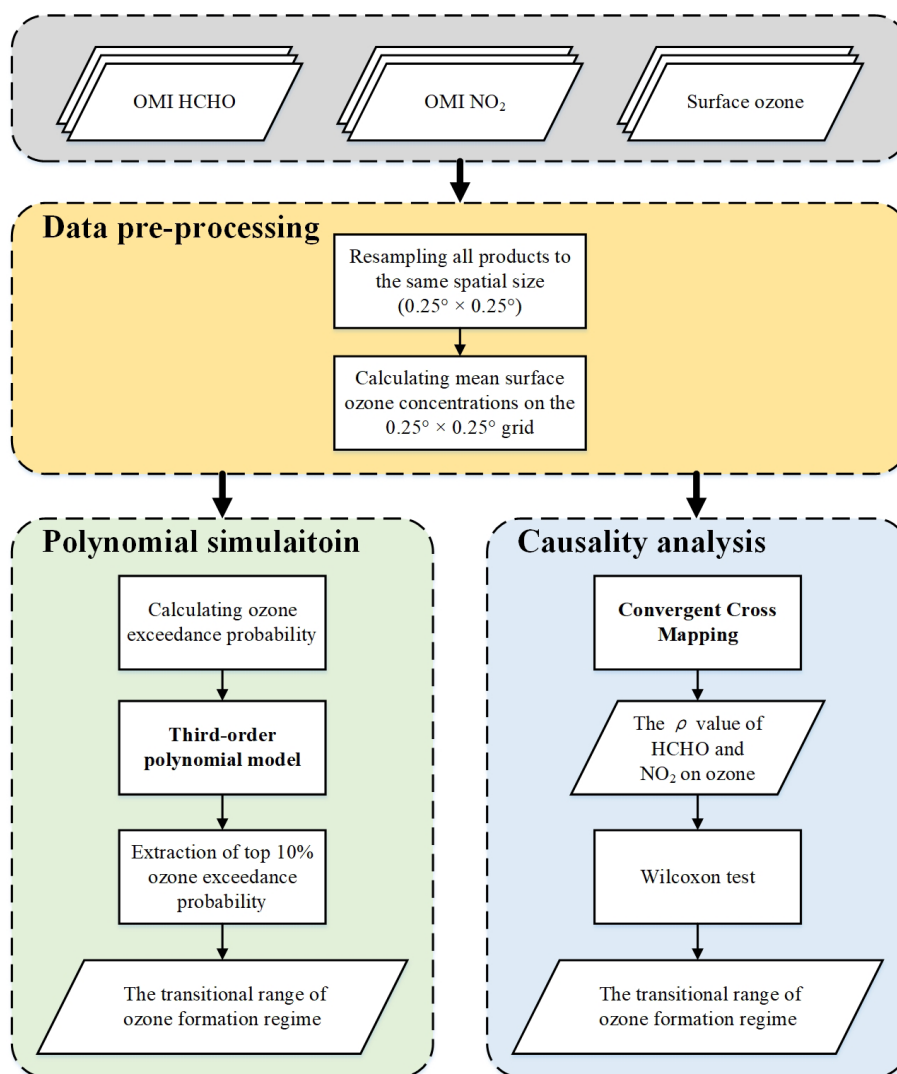 OMI HCHO
OMI NO₂
Surface ozone
Data pre-processing
Resampling all products to
the same spatial size
(0.25° × 0.25°)
Calculating mean surface
ozone concentrations on the
0.25° × 0.25° grid
Polynomial simulaitoin
Calculating ozone
exceedance probability
Third-order
polynomial model
Extraction of top 10%
ozone exceedance
probability
The transitional range of
ozone formation regime
Causality analysis
Convergent Cross
Mapping
The ρ value of
HCHO and
NO₂ on ozone
Wilcoxon test
The transitional range of
ozone formation regime